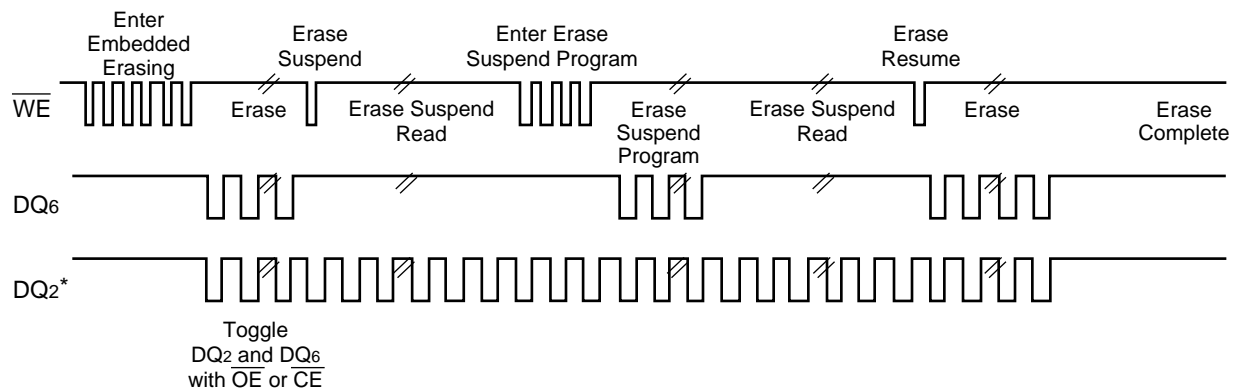 Enter
Embedded
Erasing
Erase
Suspend
Enter Erase
Suspend Program
Erase
Resume
WE
Erase
Erase Suspend
Read
Erase
Suspend
Program
Erase Suspend
Read
Erase
Erase
Complete
DQ6
DQ2*
Toggle
DQ2 and DQ6
with OE or CE